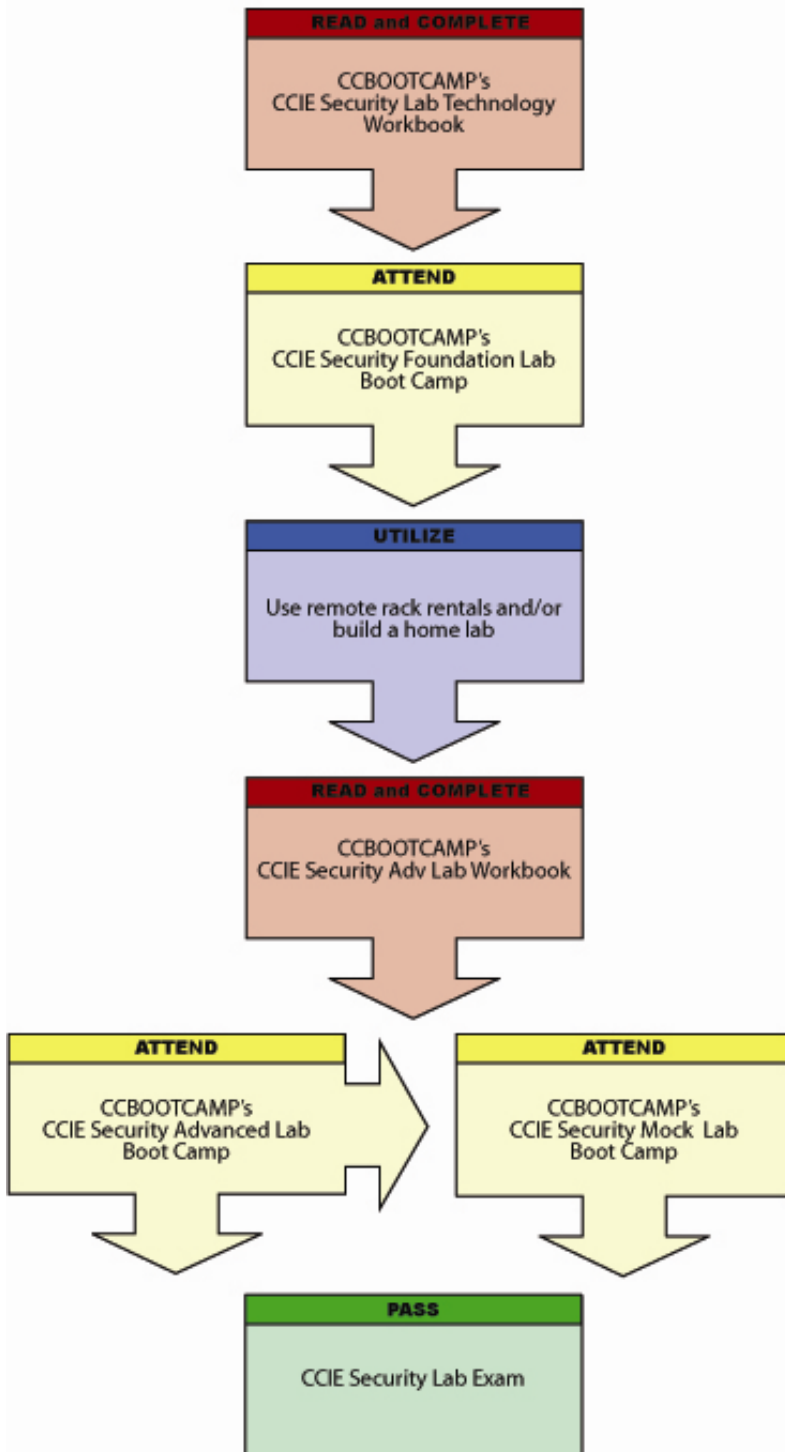 READ and COMPLETE
CCBOOTCAMP's
CCIE Security Lab Technology
Workbook
ATTEND
CCBOOTCAMP's
CCIE Security Foundation Lab
Boot Camp
UTILIZE
Use remote rack rentals and/or
build a home lab
READ and COMPLETE
CCBOOTCAMP's
CCIE Security Adv Lab Workbook
ATTEND
CCBOOTCAMP's
CCIE Security Advanced Lab
Boot Camp
ATTEND
CCBOOTCAMP's
CCIE Security Mock Lab
Boot Camp
PASS
CCIE Security Lab Exam